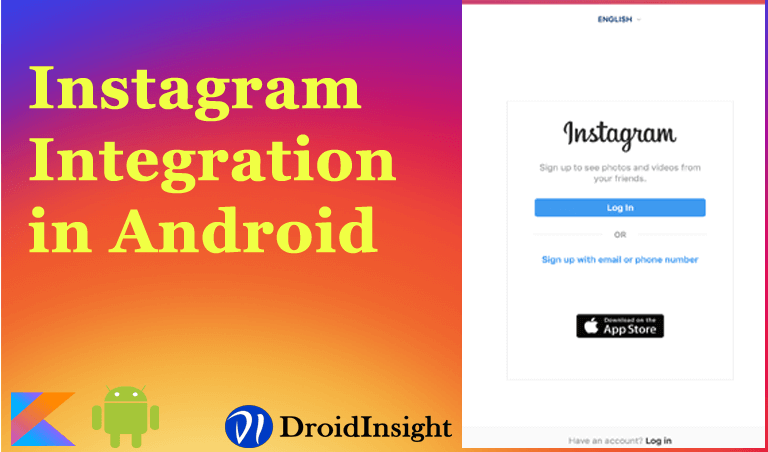 Instagram
Integration
in Android
DI DroidInsight
ENGLISH
Instagram
Sign up to see photos and videos from
your friends.
Log In
OR
Sign up with email or phone number
Download on the
App Store
Have an account? Log in